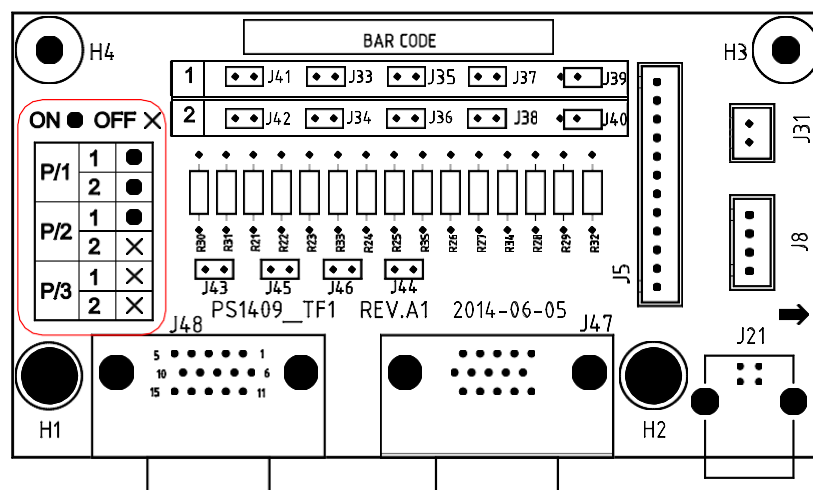 BAR CODE
H4
H3
1 J41 J33 J35 J37 J39
2 J42 J34 J36 J38 J40
ON OFF
P/1 1
2
P/2 1
2
P/3 1
2
J31
J8
J5
R30 R31 R21 R22 R23 R33 R24 R25 R35 R26 R27 R34 R28 R29 R32
J43 J45 J46 J44
PS1409_TF1 REV.A1 2014-06-05
J48
J47
J21
5 1
10 6
15 11
H1
H2